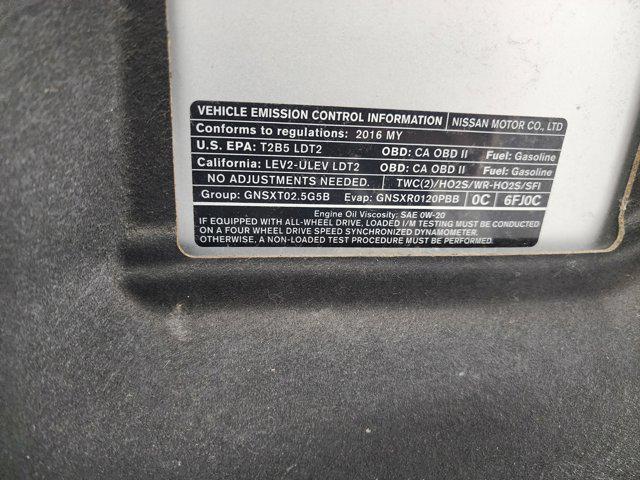 VEHICLE EMISSION CONTROL INFORMATION NISSAN MOTOR CO., LTD
Conforms to regulations: 2016 MY
U.S. EPA: T2B5 LDT2 OBD: CA OBD II Fuel: Gasoline
California: LEV2-ULEV LDT2 OBD: CA OBD II Fuel: Gasoline
NO ADJUSTMENTS NEEDED. TWC(2)/HO2S/WR-HO2S/SFI
Group: GNSXT02.5G5B Evap: GNSXR0120PBB 0C 6FJ0C
Engine Oil Viscosity: SAE 0W-20
IF EQUIPPED WITH ALL-WHEEL DRIVE, LOADED I/M TESTING MUST BE CONDUCTED
ON A FOUR WHEEL DRIVE SPEED SYNCHRONIZED DYNAMOMETER.
OTHERWISE, A NON-LOADED TEST PROCEDURE MUST BE PERFORMED.